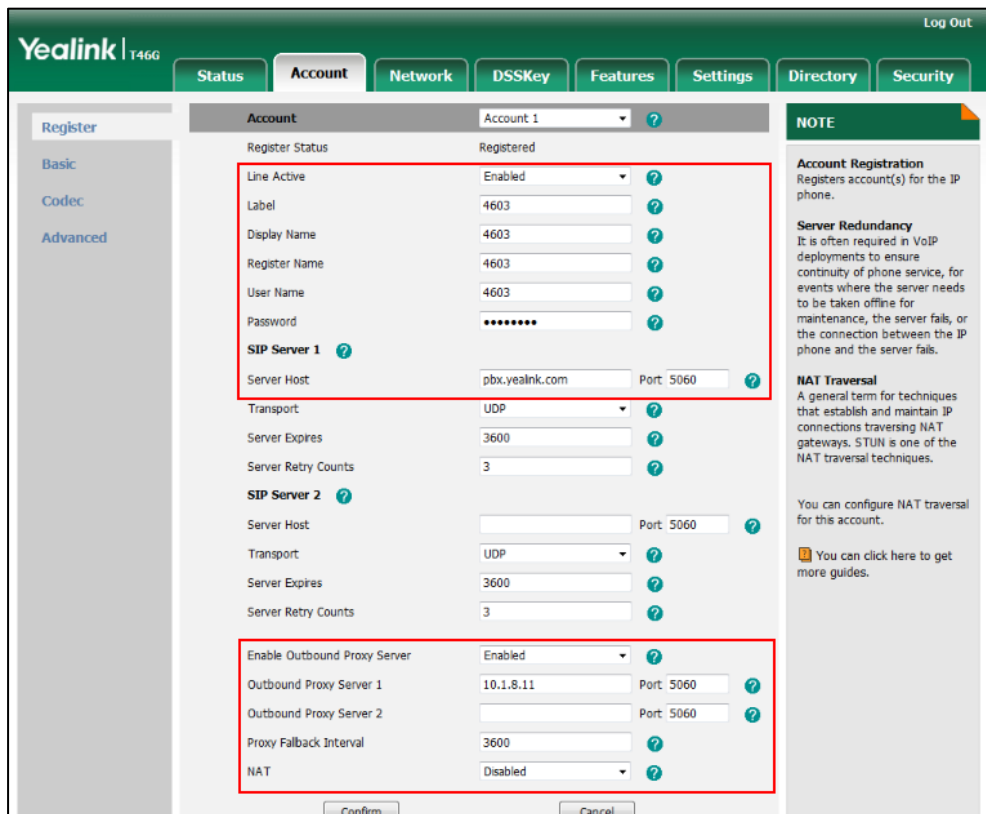 Log Out
Yealink T46G
Status Account Network DSSKey Features Settings Directory Security
Register
Basic
Codec
Advanced
Account Account 1
Register Status Registered
Line Active Enabled
Label 4603
Display Name 4603
Register Name 4603
User Name 4603
Password ••••••••
SIP Server 1
Server Host pbx.yealink.com Port 5060
Transport UDP
Server Expires 3600
Server Retry Counts 3
SIP Server 2
Server Host Port 5060
Transport UDP
Server Expires 3600
Server Retry Counts 3
Enable Outbound Proxy Server Enabled
Outbound Proxy Server 1 10.1.8.11 Port 5060
Outbound Proxy Server 2 Port 5060
Proxy Fallback Interval 3600
NAT Disabled
Confirm Cancel
NOTE
Account Registration
Registers account(s) for the IP
phone.
Server Redundancy
It is often required in VoIP
deployments to ensure
continuity of phone service, for
events where the server needs
to be taken offline for
maintenance, the server fails, or
the connection between the IP
phone and the server fails.
NAT Traversal
A general term for techniques
that establish and maintain IP
connections traversing NAT
gateways. STUN is one of the
NAT traversal techniques.
You can configure NAT traversal
for this account.
You can click here to get
more guides.